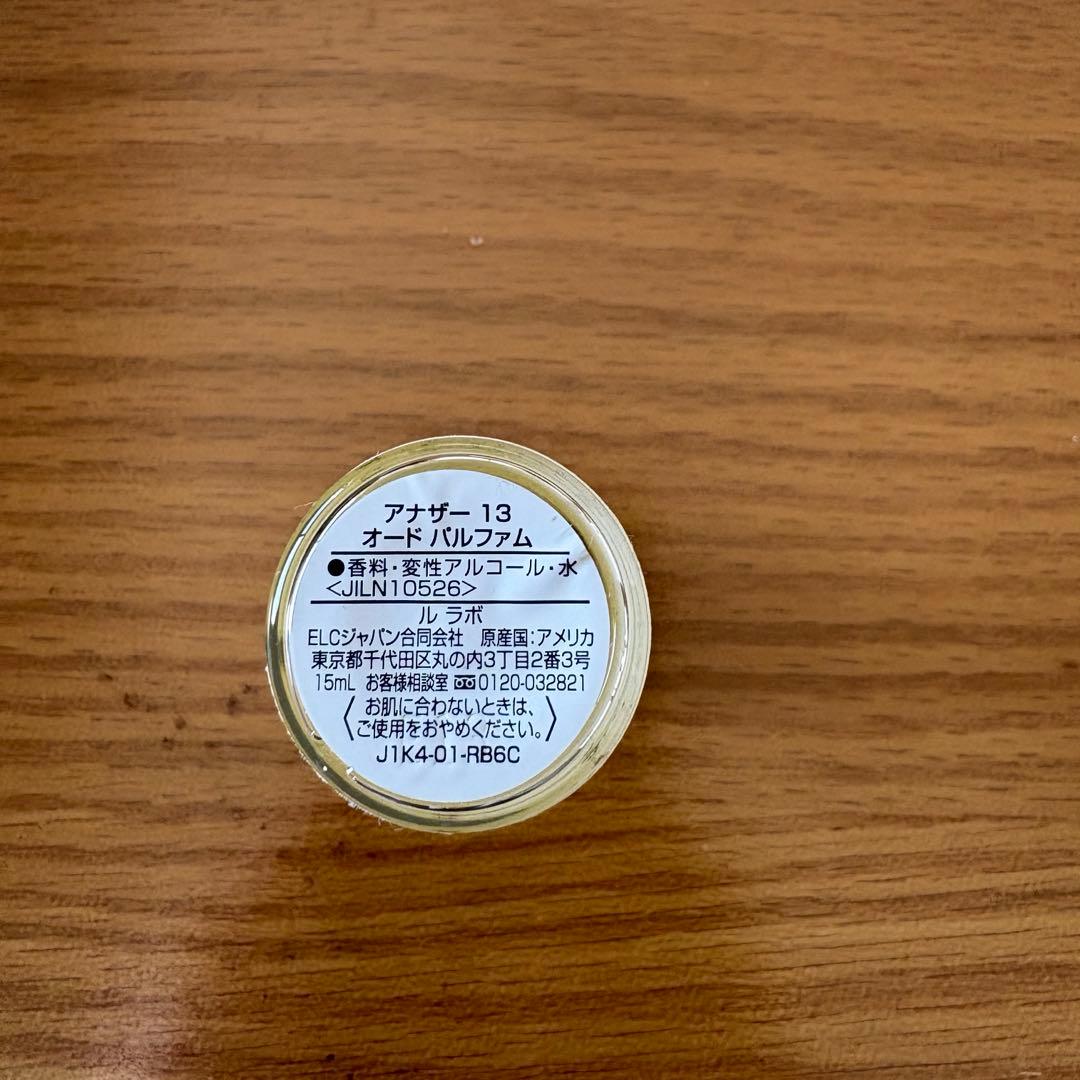 アナザー 13
オード パルファム
●香料・変性アルコール・水
<JILN10526>
ル ラボ
ELCジャパン合同会社 原産国:アメリカ
東京都千代田区丸の内3丁目2番3号
15mL お客様相談室 0120-032821
〈お肌に合わないときは、
ご使用をおやめください。〉
J1K4-01-RB6C